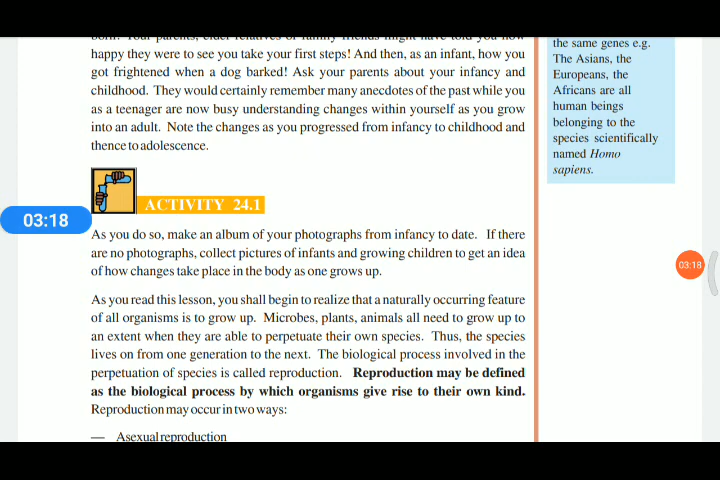 happy they were to see you take your first steps! And then, as an infant, how you
got frightened when a dog barked! Ask your parents about your infancy and
childhood. They would certainly remember many anecdotes of the past while you
as a teenager are now busy understanding changes within yourself as you grow
into an adult. Note the changes as you progressed from infancy to childhood and
thence to adolescence.
ACTIVITY 24.1
As you do so, make an album of your photographs from infancy to date. If there
are no photographs, collect pictures of infants and growing children to get an idea
of how changes take place in the body as one grows up.
As you read this lesson, you shall begin to realize that a naturally occurring feature
of all organisms is to grow up. Microbes, plants, animals all need to grow up to
an extent when they are able to perpetuate their own species. Thus, the species
lives on from one generation to the next. The biological process involved in the
perpetuation of species is called reproduction. Reproduction may be defined
as the biological process by which organisms give rise to their own kind.
Reproduction may occur in two ways:
— Asexual reproduction
the same genes e.g.
The Asians, the
Europeans, the
Africans are all
human beings
belonging to the
species scientifically
named Homo
sapiens.
03:18
03:18